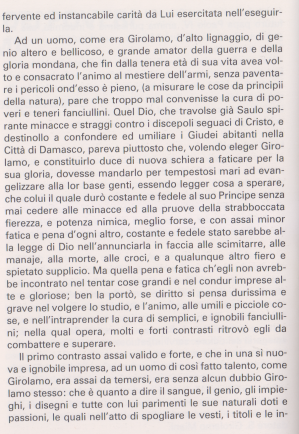 fervente ed instancabile carità da Lui esercitata nell'eseguir-
la.
Ad un uomo, come era Girolamo, d'alto lignaggio, di ge-
nio altero e bellicoso, e grande amator della guerra e della
gloria mondana, che fin dalla tenera età di sua vita avea vol-
to e consacrato l'animo al mestiere dell'armi, senza paventa-
re i pericoli ond'esso è pieno, (a misurare le cose da principii
della natura), pare che troppo mal convenisse la cura di po-
veri e teneri fanciullini. Quel Dio, che travolse già Saulo spi-
rante minacce e straggi contro i discepoli seguaci di Cristo, e
destinollo a confondere ed umiliare i Giudei abitanti nella
Città di Damasco, pareva piuttosto che, volendo eleger Giro-
lamo, e constituirlo duce di nuova schiera a faticare per la
sua gloria, dovesse mandarlo per tempestosi mari ad evan-
gelizzare alla lor base genti, essendo legger cosa a sperare,
che colui il quale durò costante e fedele al suo Principe senza
mai cedere alle minacce ed alla pruove della strabboccata
fierezza, e potenza nimica, meglio forse, e con assai minor
fatica e pena d'ogni altro, costante e fedele stato sarebbe al-
la legge di Dio nell'annunciarla in faccia alle scimitarre, alle
manaje, alla morte, alle croci, e a qualunque altro fiero e
spietato supplicio. Ma quella pena e fatica ch'egli non avreb-
be incontrato nel tentar cose grandi e nel condur imprese al-
te e gloriose; ben la portò, se diritto si pensa durissima e
grave nel volgere lo studio, e l'animo, alle umili e picciole co-
se, e nell'intraprender la cura di semplici, e ignobili fanciulli-
ni; nella qual opera, molti e forti contrasti ritrovò egli da
combattere e superare.
Il primo contrasto assai valido e forte, e che in una sì nuo-
va e ignobile impresa, ad un uomo di così fatto talento, come
Girolamo, era assai da temersi, era senza alcun dubbio Giro-
lamo stesso: chè è quanto a dire il sangue, il genio, gli impie-
ghi, i disegni e tutte con lui parimenti le sue naturali doti e
passioni, le quali nell'atto di spogliare le vesti, i titoli e le in-